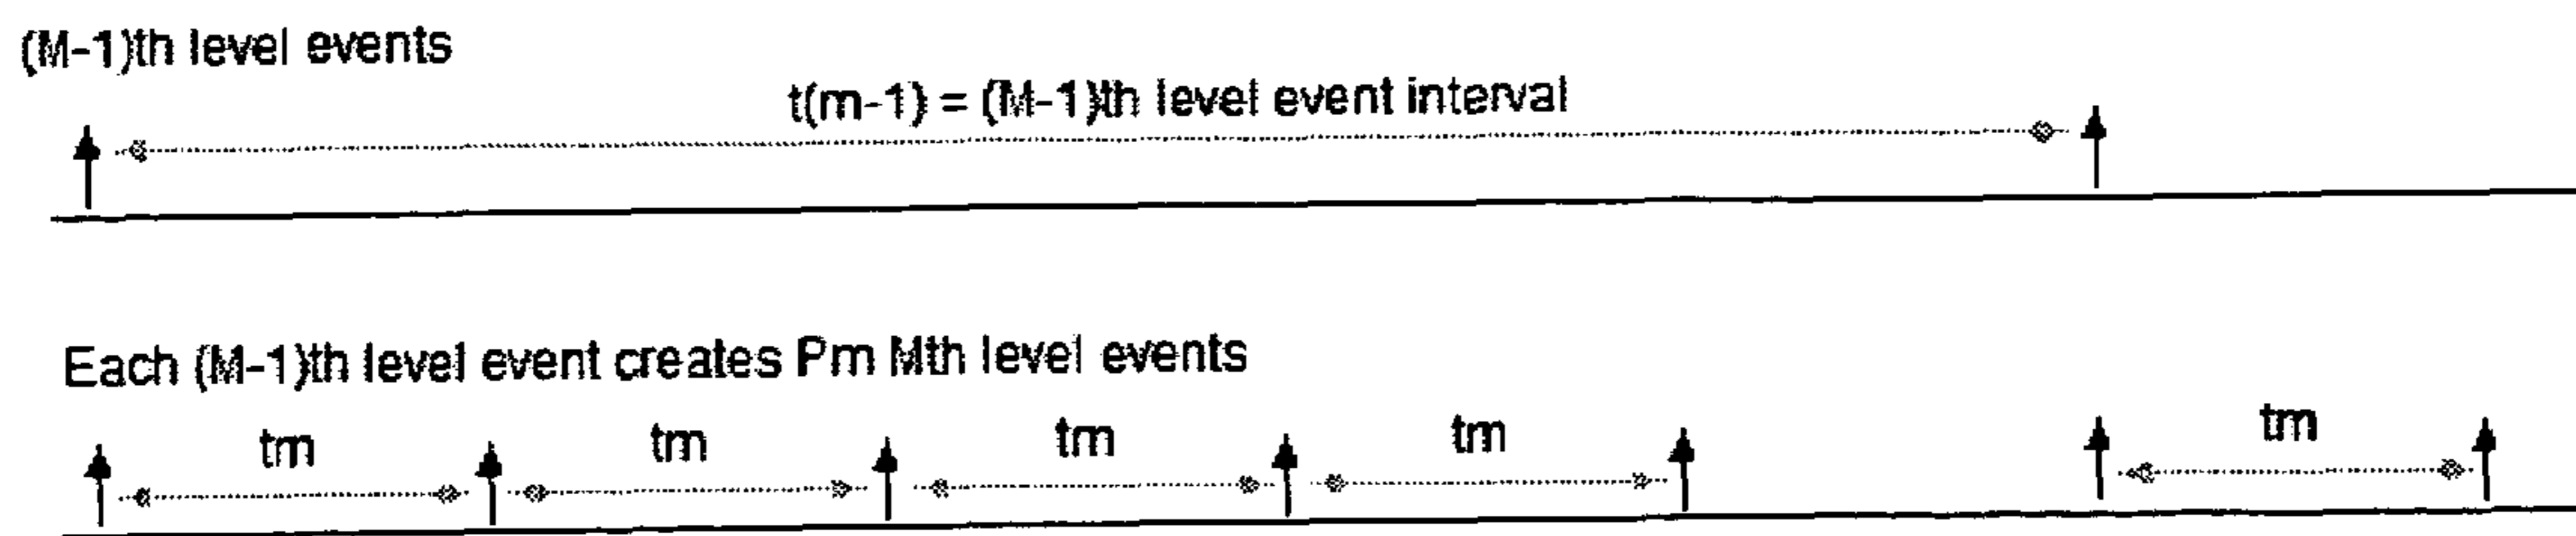 (M-1)th level events
t(m-1) = (M-1)th level event interval
Each (M-1)th level event creates Pm Mth level events
tm tm tm tm tm